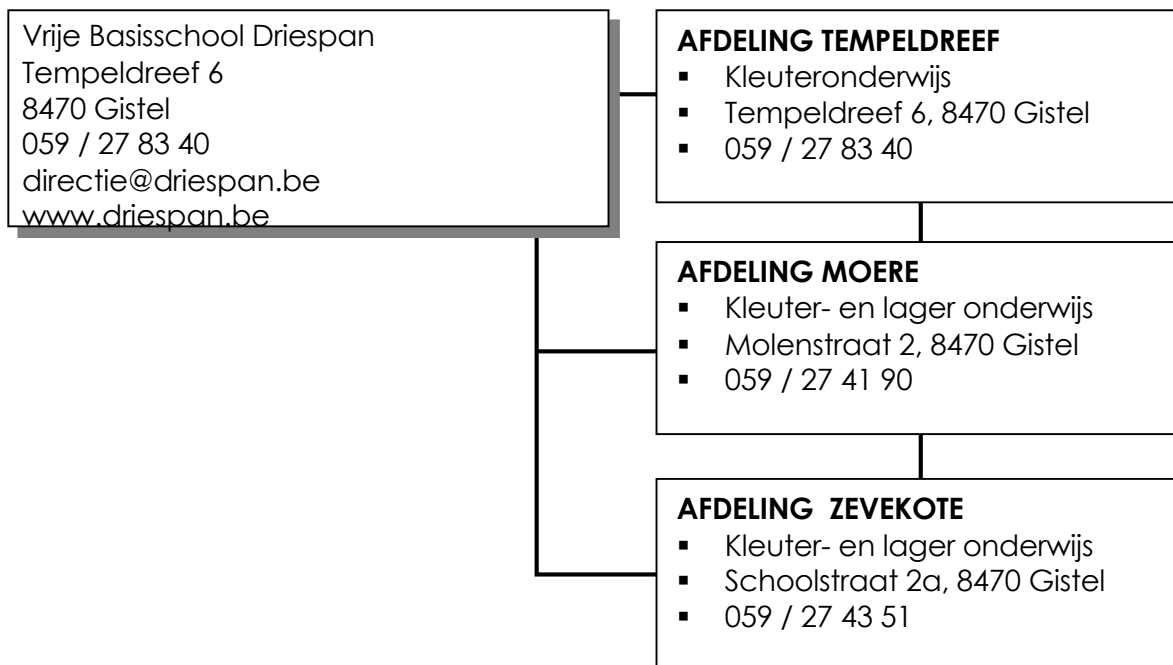 Vrije Basisschool Driespan
Tempeldreef 6
8470 Gistel
059 / 27 83 40
directie@driespan.be
www.driespan.be
AFDELING TEMPELDREEF
▪ Kleuteronderwijs
▪ Tempeldreef 6, 8470 Gistel
▪ 059 / 27 83 40
AFDELING MOERE
▪ Kleuter- en lager onderwijs
▪ Molenstraat 2, 8470 Gistel
▪ 059 / 27 41 90
AFDELING ZEVEKOTE
▪ Kleuter- en lager onderwijs
▪ Schoolstraat 2a, 8470 Gistel
▪ 059 / 27 43 51